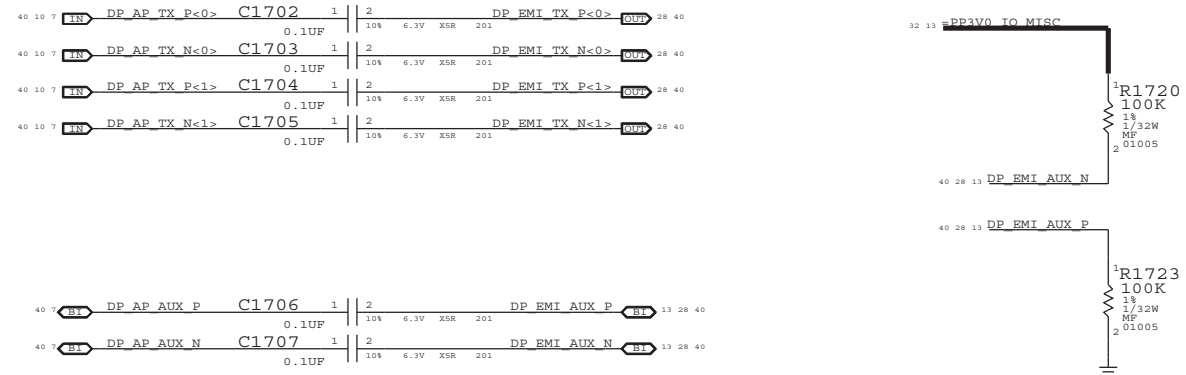 40 10 7 IN DP_AP_TX_P<0> C1702 1 2 DP_EMI_TX_P<0> OUT 28 40
0.1UF 10% 6.3V X5R 201
40 10 7 IN DP_AP_TX_N<0> C1703 1 2 DP_EMI_TX_N<0> OUT 28 40
0.1UF 10% 6.3V X5R 201
40 10 7 IN DP_AP_TX_P<1> C1704 1 2 DP_EMI_TX_P<1> OUT 28 40
0.1UF 10% 6.3V X5R 201
40 10 7 IN DP_AP_TX_N<1> C1705 1 2 DP_EMI_TX_N<1> OUT 28 40
0.1UF 10% 6.3V X5R 201
40 7 BI DP_AP_AUX_P C1706 1 2 DP_EMI_AUX_P BI 13 28 40
0.1UF 10% 6.3V X5R 201
40 7 BI DP_AP_AUX_N C1707 1 2 DP_EMI_AUX_N BI 13 28 40
0.1UF 10% 6.3V X5R 201
32 13 =PP3V0_IO_MISC
1 R1720
100K
1%
1/32W
MF
2 01005
40 28 13 DP_EMI_AUX_N
40 28 13 DP_EMI_AUX_P
1 R1723
100K
1%
1/32W
MF
2 01005